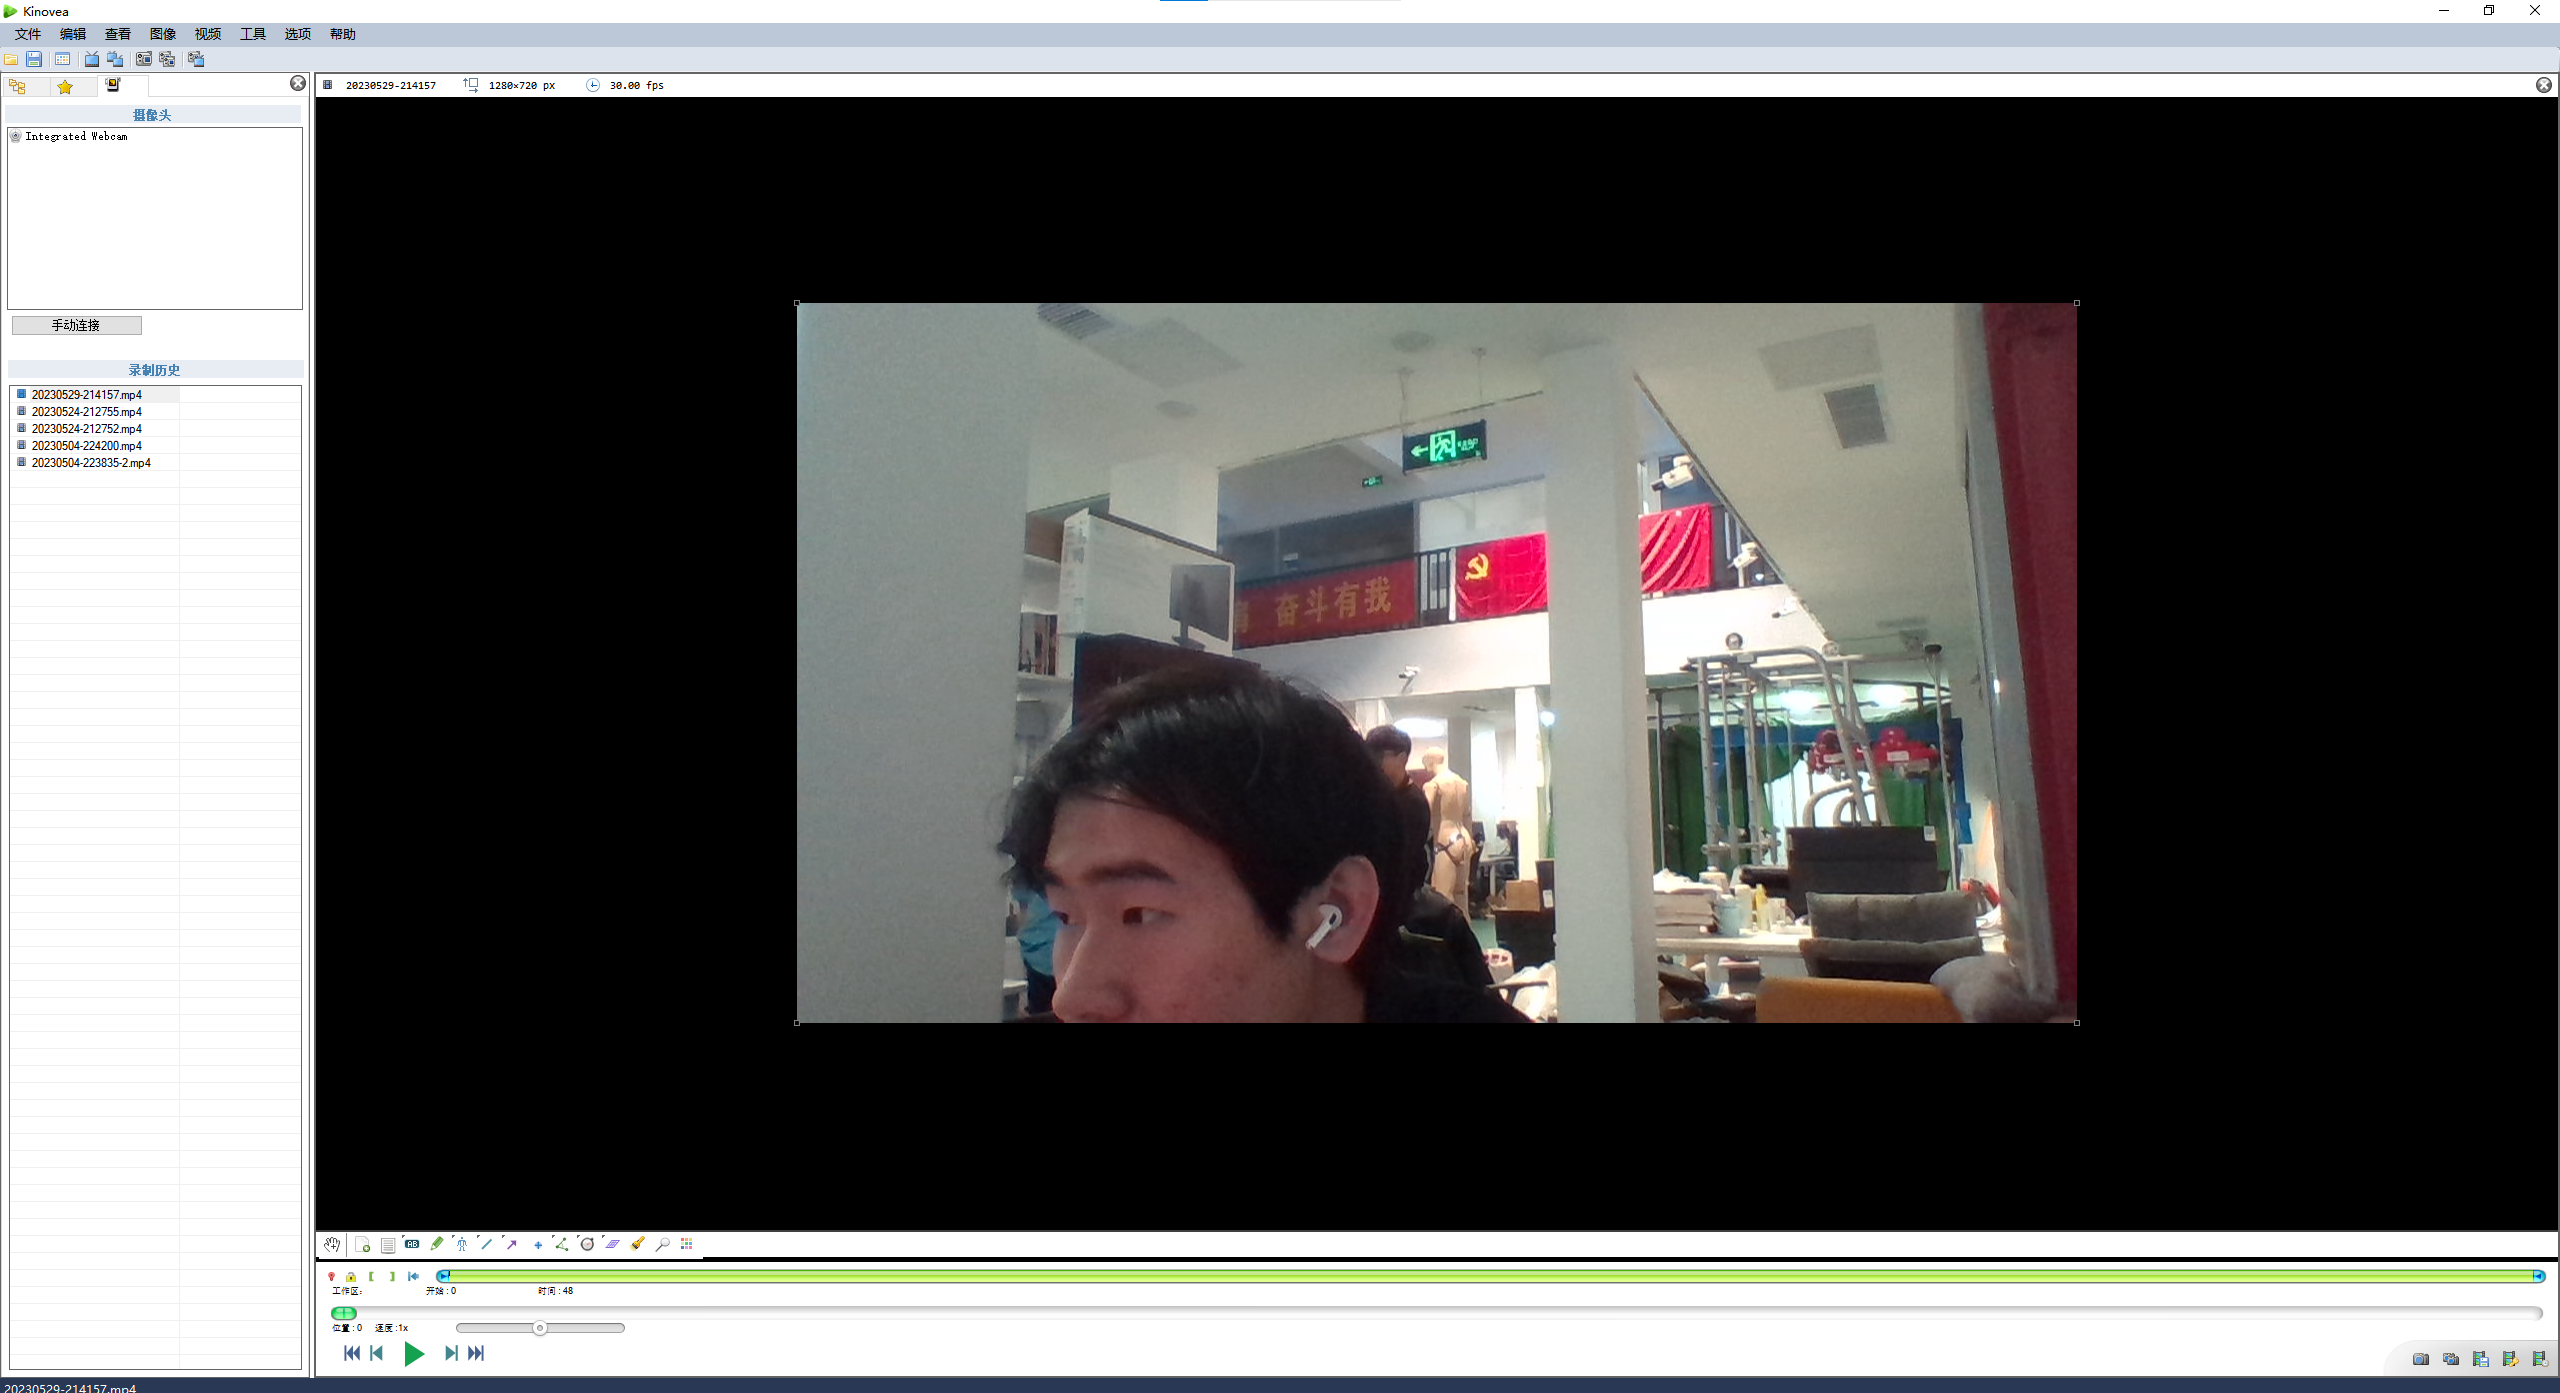 Kinovea
文件 编辑 查看 图像 视频 工具 选项 帮助
摄像头
Integrated Webcam
手动连接
录制历史
20230529-214157.mp4
20230524-212755.mp4
20230524-212752.mp4
20230504-224200.mp4
20230504-223835-2.mp4
20230529-214157 1280×720 px 30.00 fps
奋斗有我
AB
工作区: 开始:0 时间:48
位置:0 速度:1x
20230529-214157.mp4